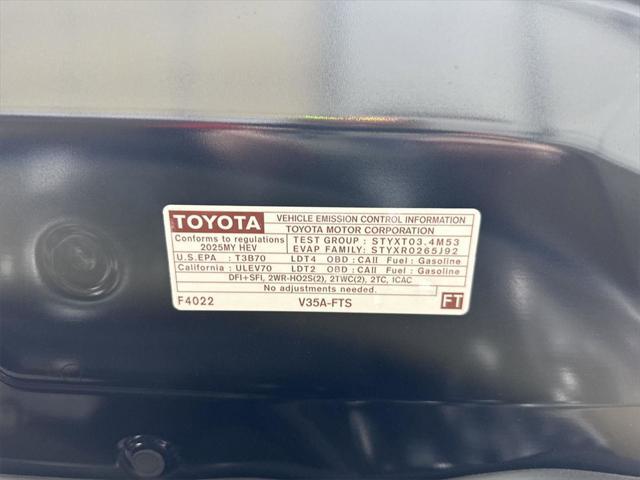 TOYOTA VEHICLE EMISSION CONTROL INFORMATION
TOYOTA MOTOR CORPORATION
Conforms to regulations TEST GROUP : STYXT03.4M53
2025MY HEV EVAP FAMILY: STYXR0265J92
U.S.EPA : T3B70 LDT4 OBD : CAII Fuel : Gasoline
California : ULEV70 LDT2 OBD : CAII Fuel : Gasoline
DFI+SFI, 2WR-HO2S(2), 2TWC(2), 2TC, ICAC
No adjustments needed.
F4022 V35A-FTS FT